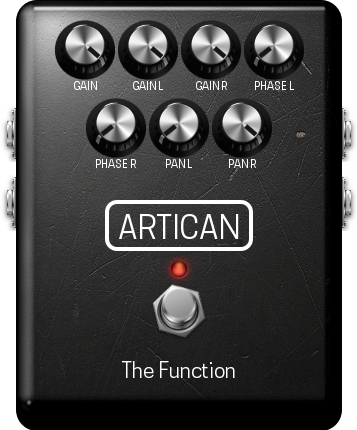 GAIN GAIN L GAIN R PHASE L
PHASE R PAN L PAN R
ARTICAN
The Function